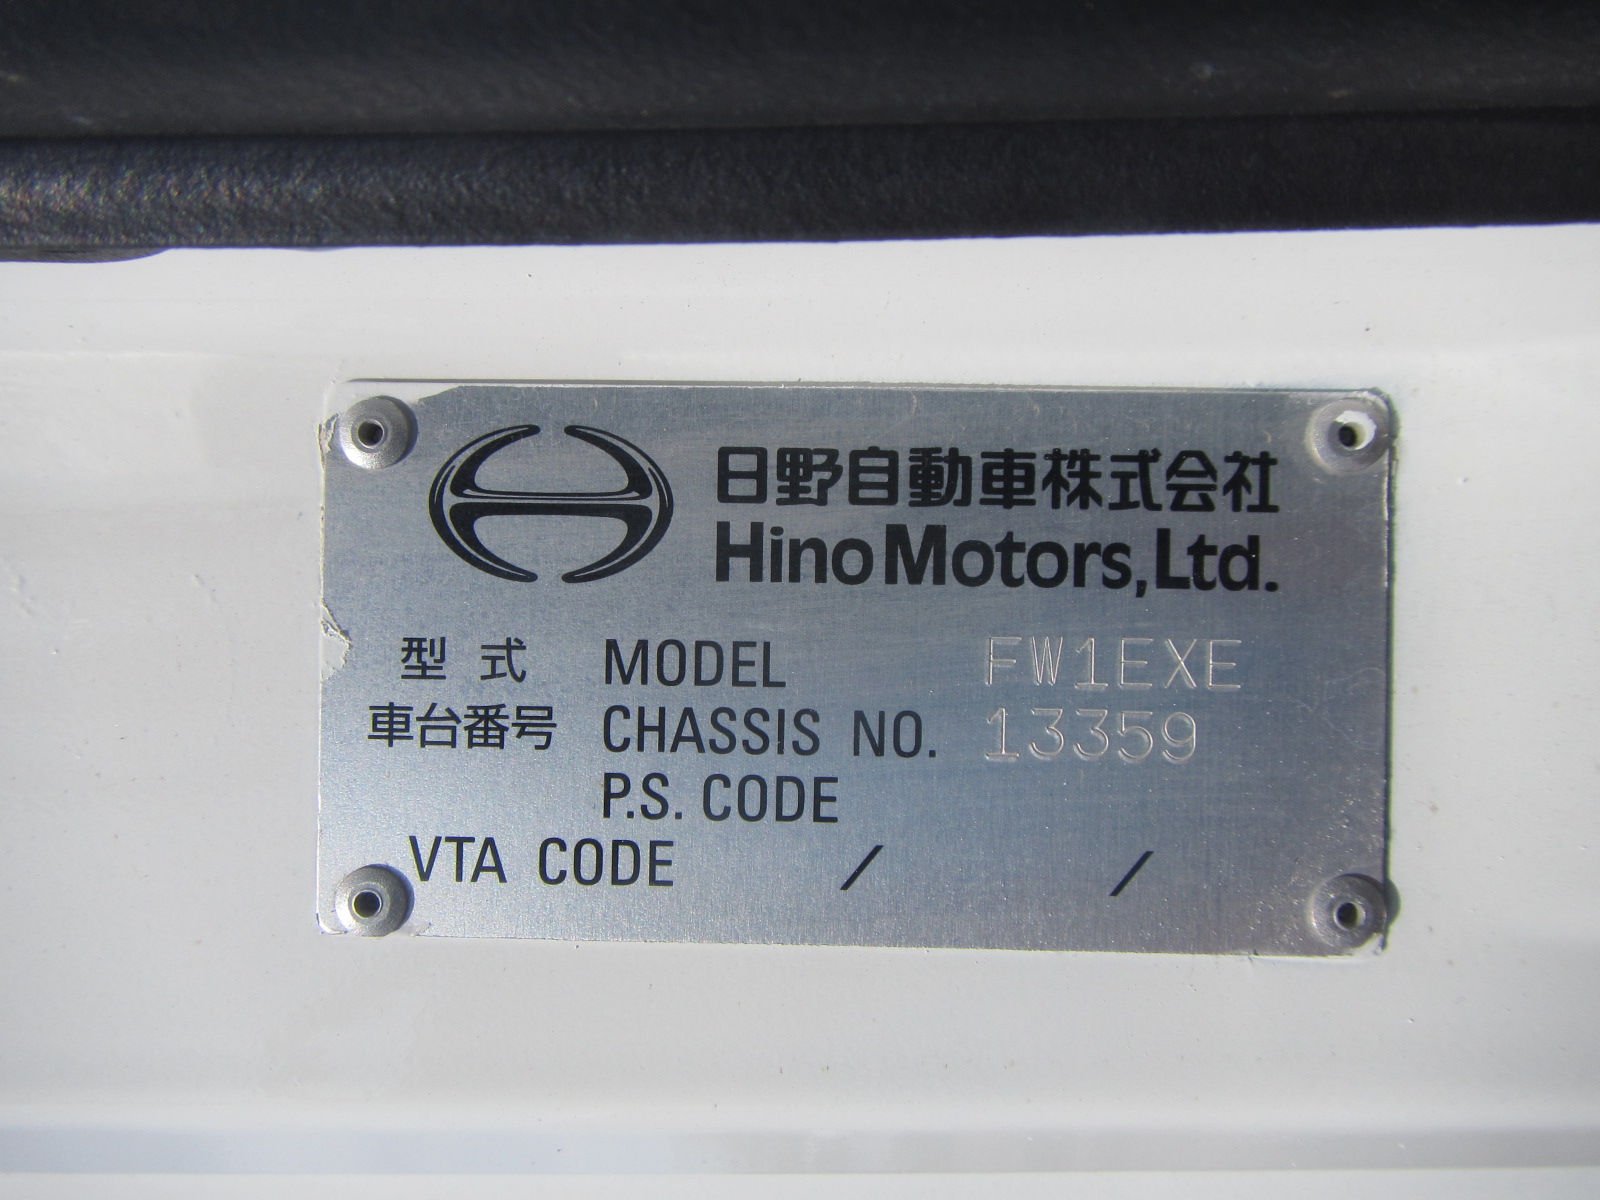 日野自動車株式会社
Hino Motors, Ltd.
型式 MODEL FW1EXE
車台番号 CHASSIS NO. 13359
P.S. CODE
VTA CODE / /